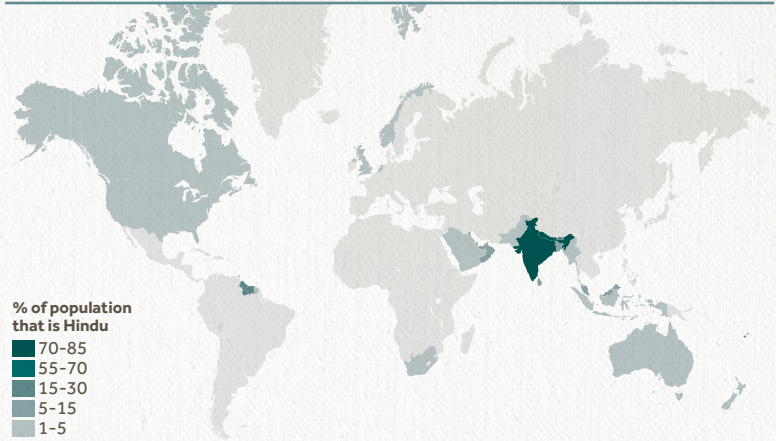 % of population
that is Hindu
70-85
55-70
15-30
5-15
1-5